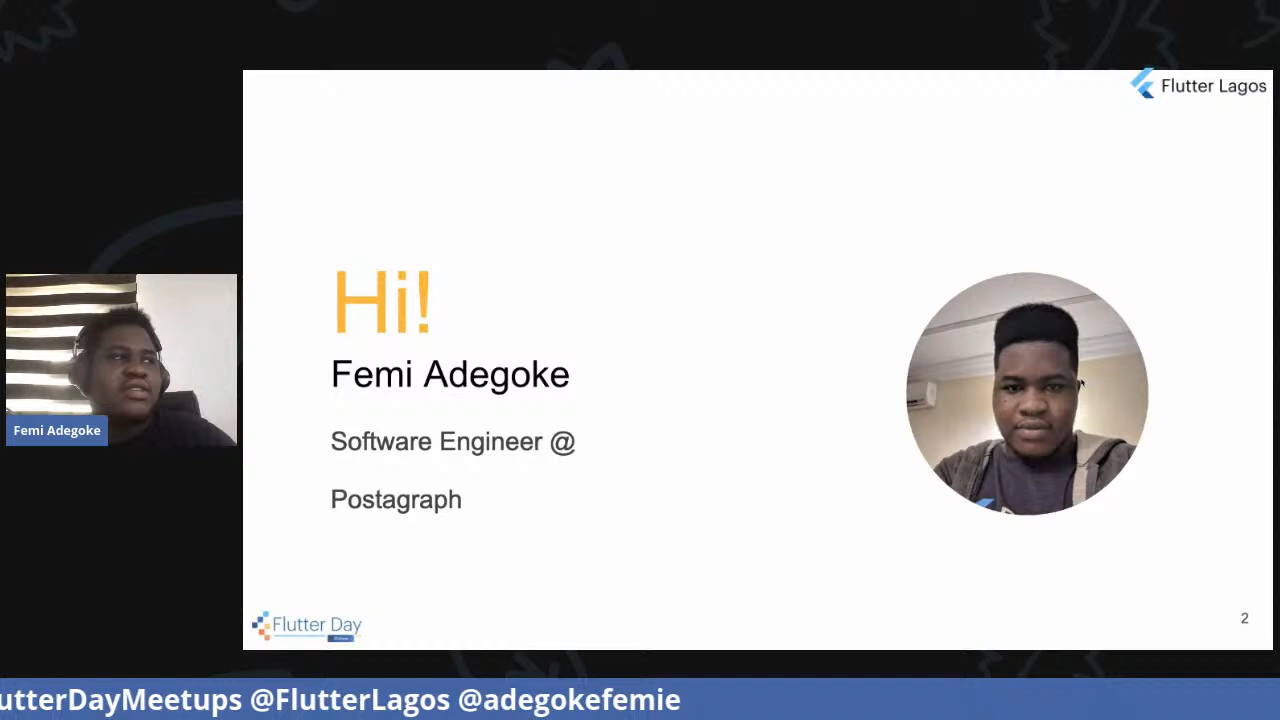 Flutter Lagos
Hi!
Femi Adegoke
Software Engineer @
Postagraph
Femi Adegoke
Flutter Day
2
utterDayMeetups @FlutterLagos @adegokefemie